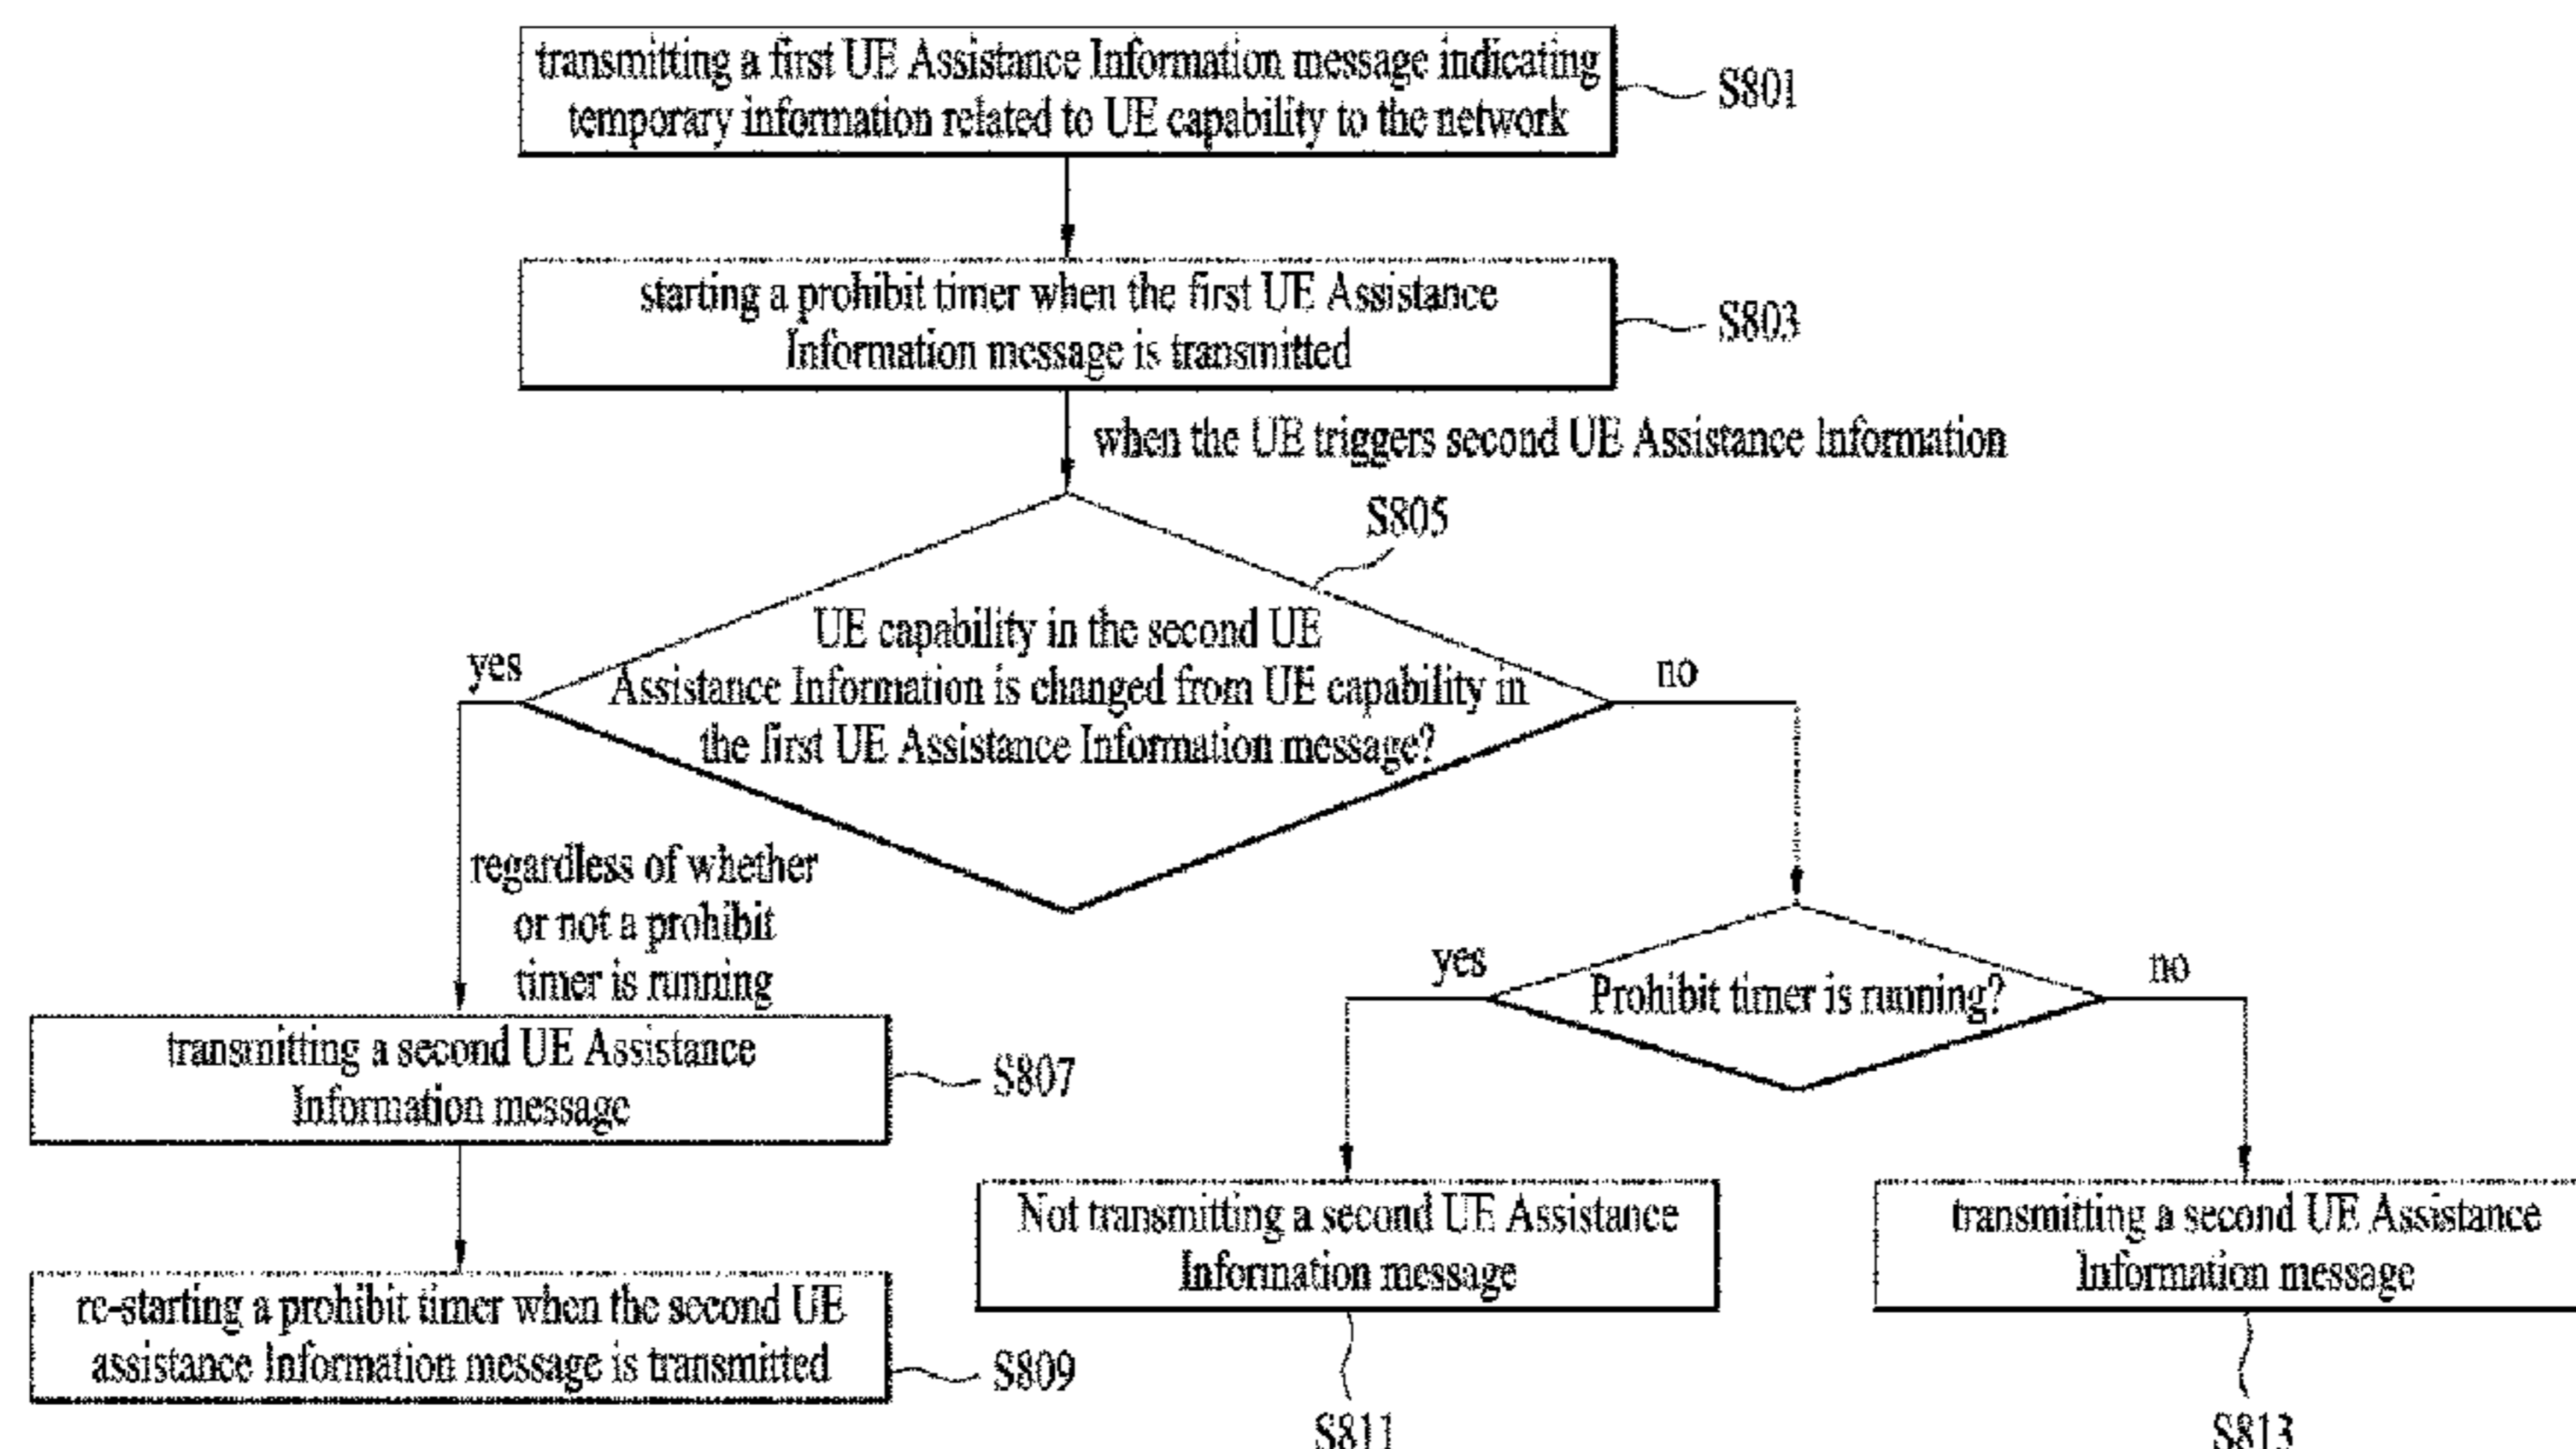 transmitting a first UE Assistance Information message indicating
temporary information related to UE capability to the network
S801
starting a prohibit timer when the first UE Assistance
Information message is transmitted
S803
when the UE triggers second UE Assistance Information
S805
UE capability in the second UE
Assistance Information is changed from UE capability in
the first UE Assistance Information message?
yes
no
regardless of whether
or not a prohibit
timer is running
yes
Prohibit timer is running?
no
transmitting a second UE Assistance
Information message
S807
Not transmitting a second UE Assistance
Information message
transmitting a second UE Assistance
Information message
re-starting a prohibit timer when the second UE
assistance Information message is transmitted
S809
S811
S813